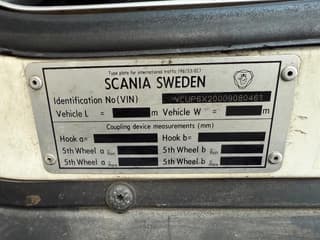 Type plate for international traffic (96/53-EC)
SCANIA SWEDEN
Identification No(VIN)
Vehicle L = m Vehicle W = m
Coupling device measurements (mm)
Hook a= Hook b=
5th Wheel a 5th Wheel.b
5th Wheel a 5th Wheel.b